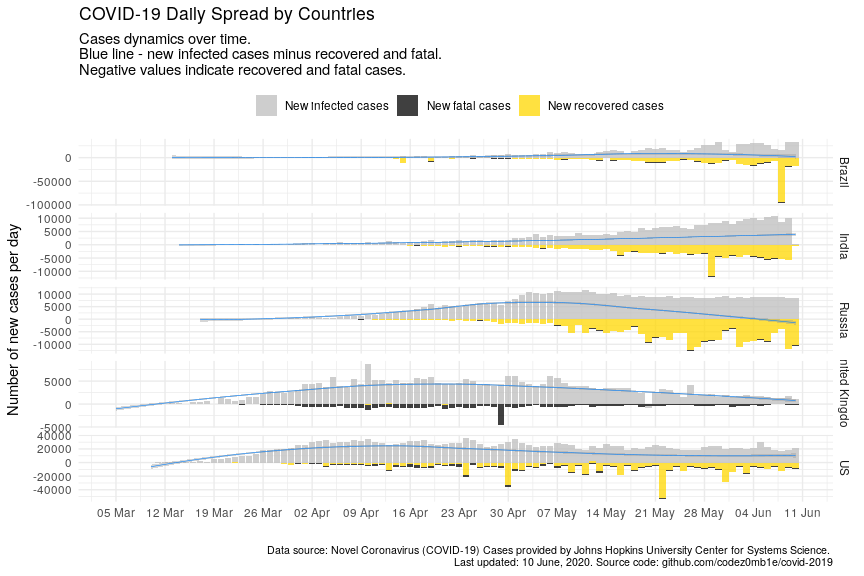 COVID-19 Daily Spread by Countries
Cases dynamics over time.
Blue line - new infected cases minus recovered and fatal.
Negative values indicate recovered and fatal cases.
New infected cases New fatal cases New recovered cases
Number of new cases per day
0
-50000
-100000
Brazil
10000
5000
0
-5000
-10000
India
10000
5000
0
-5000
-10000
Russia
5000
0
-5000
nited Kingdo
40000
20000
0
-20000
-40000
US
05 Mar 12 Mar 19 Mar 26 Mar 02 Apr 09 Apr 16 Apr 23 Apr 30 Apr 07 May 14 May 21 May 28 May 04 Jun 11 Jun
Data source: Novel Coronavirus (COVID-19) Cases provided by Johns Hopkins University Center for Systems Science.
Last updated: 10 June, 2020. Source code: github.com/codez0mb1e/covid-2019